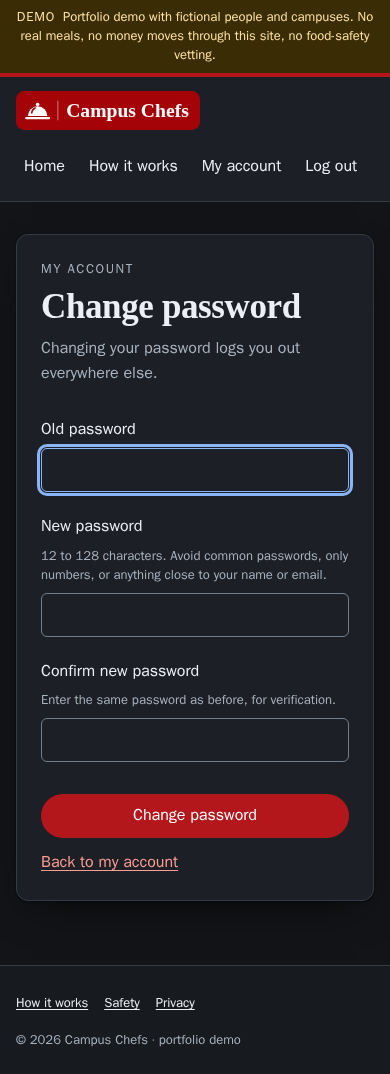 DEMO Portfolio demo with fictional people and campuses. No
real meals, no money moves through this site, no food-safety
vetting.
Campus Chefs
Home How it works My account Log out
MY ACCOUNT
Change password
Changing your password logs you out
everywhere else.
Old password
New password
12 to 128 characters. Avoid common passwords, only
numbers, or anything close to your name or email.
Confirm new password
Enter the same password as before, for verification.
Change password
Back to my account
How it works Safety Privacy
© 2026 Campus Chefs · portfolio demo